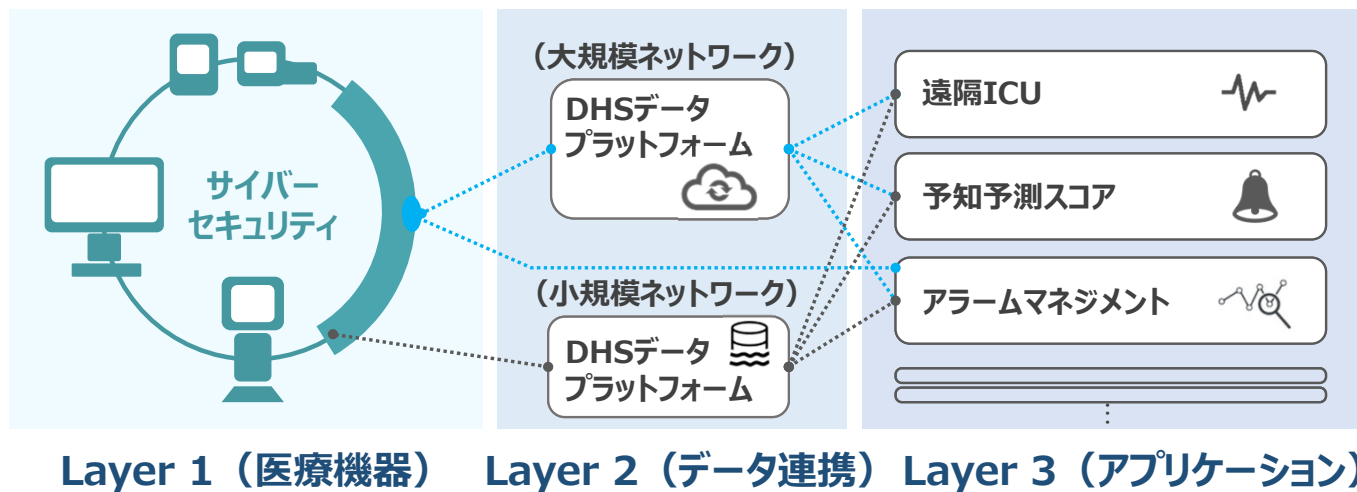 サイバー
セキュリティ
（大規模ネットワーク）
DHSデータ
プラットフォーム
（小規模ネットワーク）
DHSデータ
プラットフォーム
遠隔ICU
予知予測スコア
アラームマネジメント
Layer 1（医療機器）
Layer 2（データ連携）
Layer 3（アプリケーション）